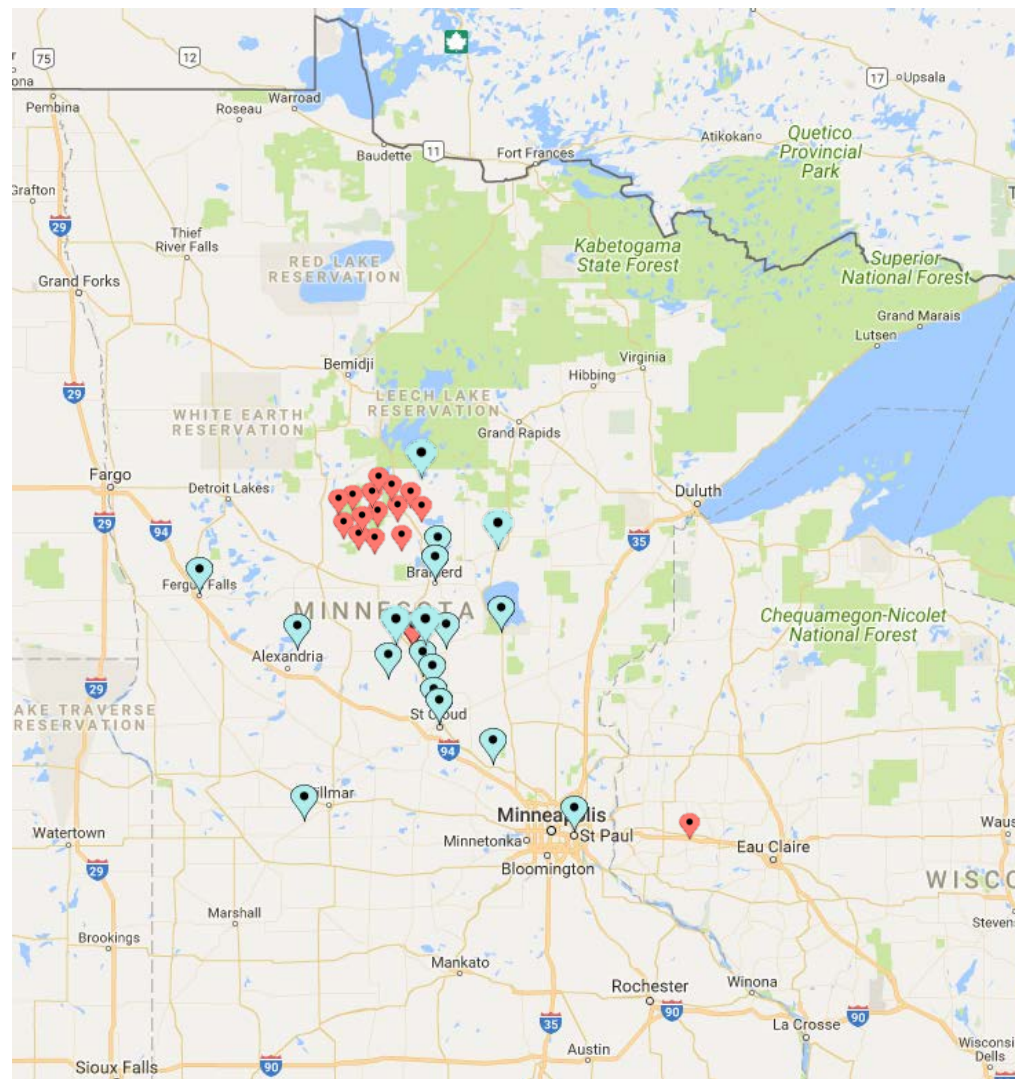 75
12
17
Upsala
Pembina
Roseau
Warroad
Atikokan
Quetico
Provincial
Park
Baudette
11
Fort Frances
Grafton
29
Thief
River Falls
Kabetogama
State Forest
RED LAKE
RESERVATION
Superior
National Forest
Grand Forks
Grand Marais
Lutsen
Virginia
Bemidji
Hibbing
29
LEECH LAKE
RESERVATION
WHITE EARTH
RESERVATION
Grand Rapids
Fargo
Detroit Lakes
Duluth
29
94
35
MINNESOTA
Chequamegon-Nicolet
National Forest
Alexandria
29
AKE TRAVERSE
RESERVATION
St Cloud
94
Minneapolis
Watertown
Minnetonka
St Paul
Waus
Eau Claire
Bloomington
29
WISCO
Marshall
Stevens
Brookings
Mankato
Rochester
Winona
90
35
La Crosse
90
Austin
Wisconsin
Dells
Sioux Falls
90